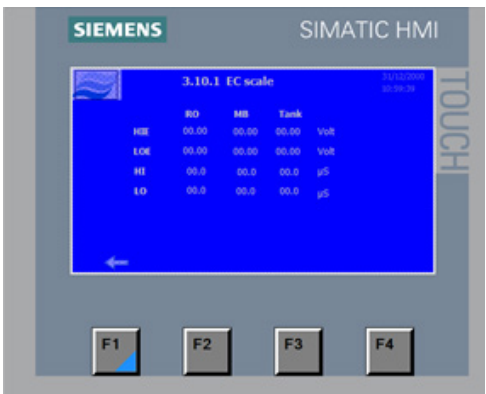 SIEMENS SIMATIC HMI
TOUCH
3.10.1 EC scale 31/12/2000
10:59:39
RO MB Tank
HIE 00.00 00.00 00.00 Volt
LOE 00.00 00.00 00.00 Volt
HI 00.0 00.0 00.0 µS
LO 00.0 00.0 00.0 µS
F1 F2 F3 F4